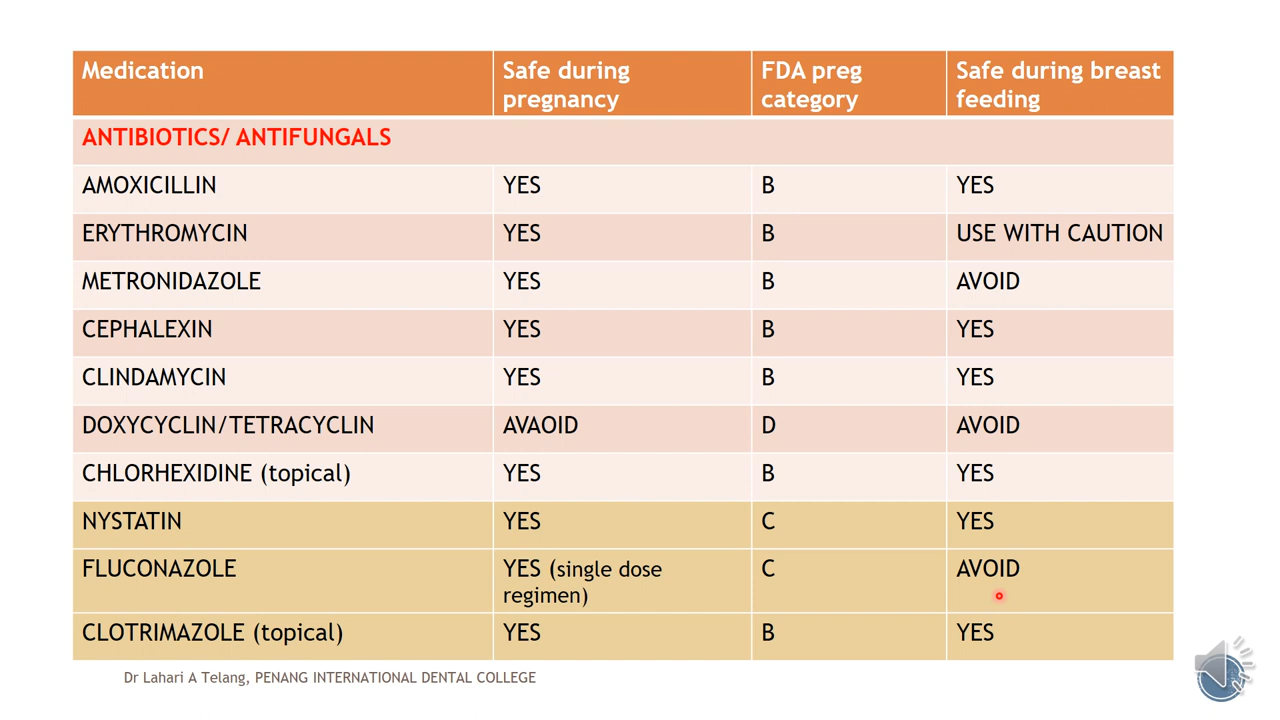 Medication Safe during pregnancy FDA preg category Safe during breast feeding
ANTIBIOTICS/ ANTIFUNGALS
AMOXICILLIN YES B YES
ERYTHROMYCIN YES B USE WITH CAUTION
METRONIDAZOLE YES B AVOID
CEPHALEXIN YES B YES
CLINDAMYCIN YES B YES
DOXYCYCLIN/TETRACYCLIN AVAOID D AVOID
CHLORHEXIDINE (topical) YES B YES
NYSTATIN YES C YES
FLUCONAZOLE YES (single dose regimen) C AVOID
CLOTRIMAZOLE (topical) YES B YES
Dr Lahari A Telang, PENANG INTERNATIONAL DENTAL COLLEGE